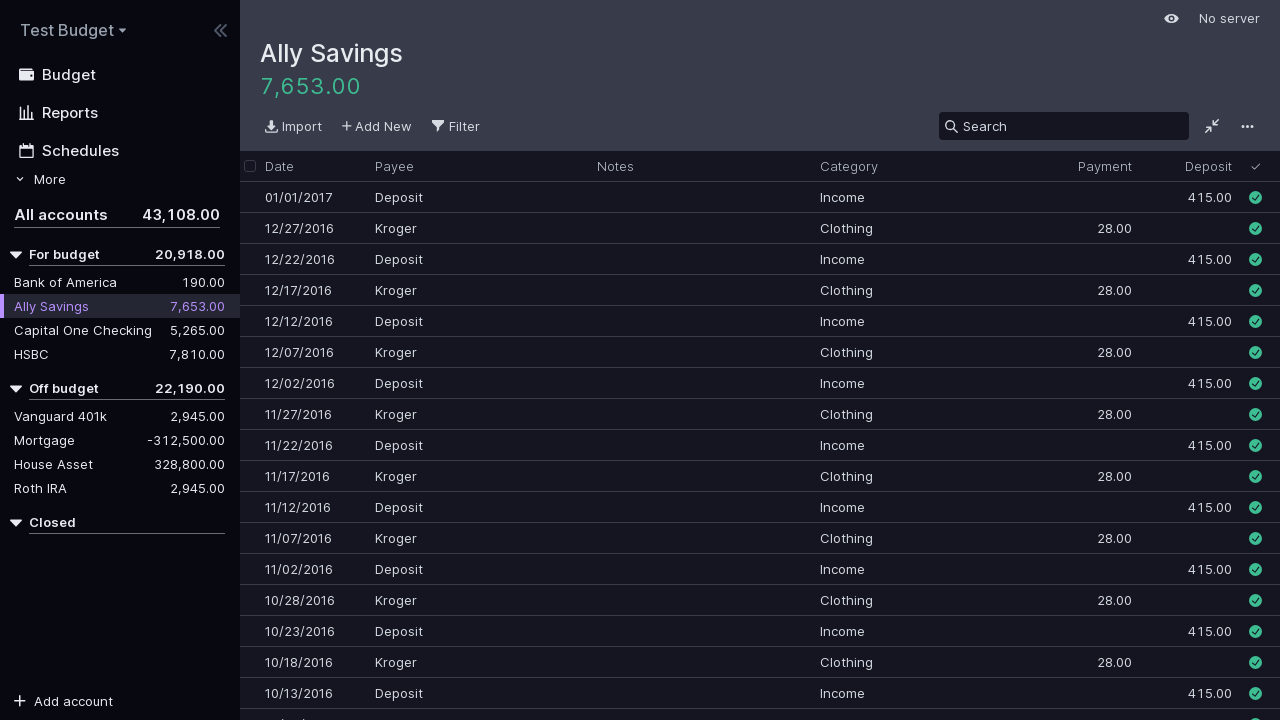 Test Budget
Budget
Reports
Schedules
More
All accounts 43,108.00
For budget 20,918.00
Bank of America 190.00
Ally Savings 7,653.00
Capital One Checking 5,265.00
HSBC 7,810.00
Off budget 22,190.00
Vanguard 401k 2,945.00
Mortgage -312,500.00
House Asset 328,800.00
Roth IRA 2,945.00
Closed
Add account
No server
Ally Savings
7,653.00
Import Add New Filter Search
Date Payee Notes Category Payment Deposit
01/01/2017 Deposit Income 415.00
12/27/2016 Kroger Clothing 28.00
12/22/2016 Deposit Income 415.00
12/17/2016 Kroger Clothing 28.00
12/12/2016 Deposit Income 415.00
12/07/2016 Kroger Clothing 28.00
12/02/2016 Deposit Income 415.00
11/27/2016 Kroger Clothing 28.00
11/22/2016 Deposit Income 415.00
11/17/2016 Kroger Clothing 28.00
11/12/2016 Deposit Income 415.00
11/07/2016 Kroger Clothing 28.00
11/02/2016 Deposit Income 415.00
10/28/2016 Kroger Clothing 28.00
10/23/2016 Deposit Income 415.00
10/18/2016 Kroger Clothing 28.00
10/13/2016 Deposit Income 415.00